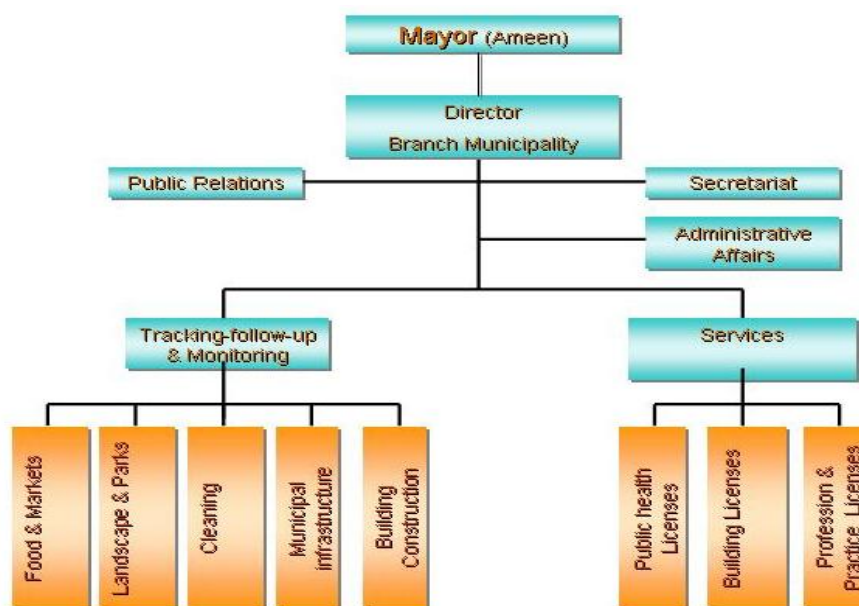 Mayor (Ameen)
Director
Branch Municipality
Public Relations
Secretariat
Administrative
Affairs
Tracking-follow-up
& Monitoring
Services
Food & Markets
Landscape & Parks
Cleaning
Municipal
infrastructure
Building
Construction
Public health
Licenses
Building Licenses
Profession &
Practice Licenses